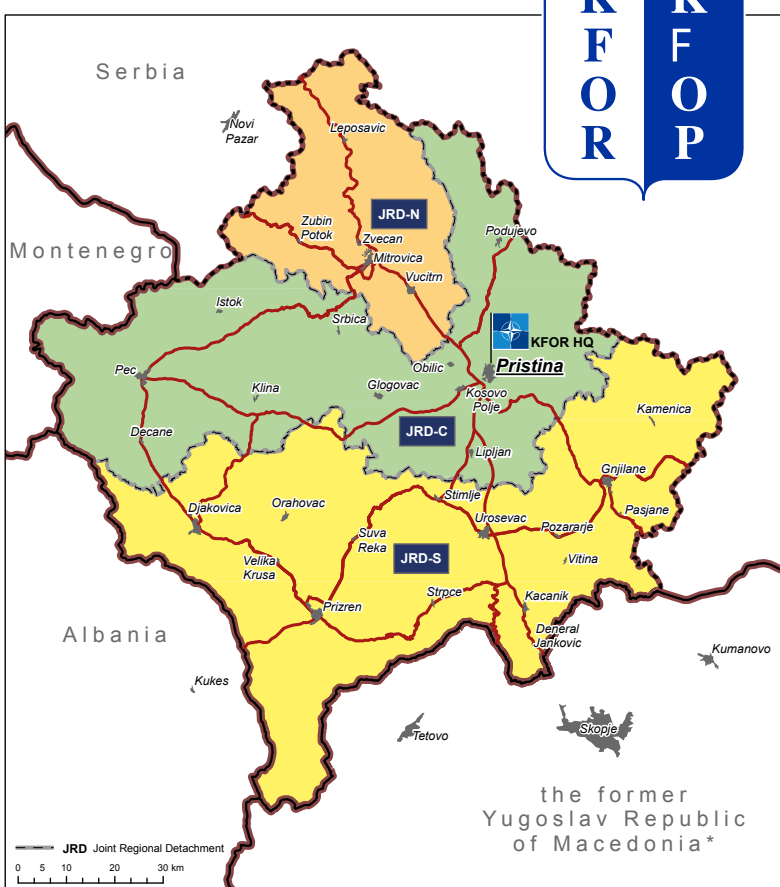 K
F
O
R
K
F
O
P
Serbia
Novi
Pazar
Leposavic
JRD-N
Zubin
Potok
Zvecan
Mitrovica
Podujevo
Montenegro
Vucitrn
Istok
Srbica
KFOR HQ
Pristina
Obilic
Pec
Klina
Glogovac
Kosovo
Polje
Kamenica
Decane
JRD-C
Lipljan
Gnjilane
Stimlje
Djakovica
Orahovac
Urosevac
Pozararje
Pasjane
Suva
Reka
JRD-S
Velika
Krusa
Vitina
Strpce
Kacanik
Prizren
Deneral
Jankovic
Albania
Kumanovo
Kukes
Tetovo
Skopje
the former
Yugoslav Republic
of Macedonia*
JRD Joint Regional Detachment
0 5 10 20 30 km